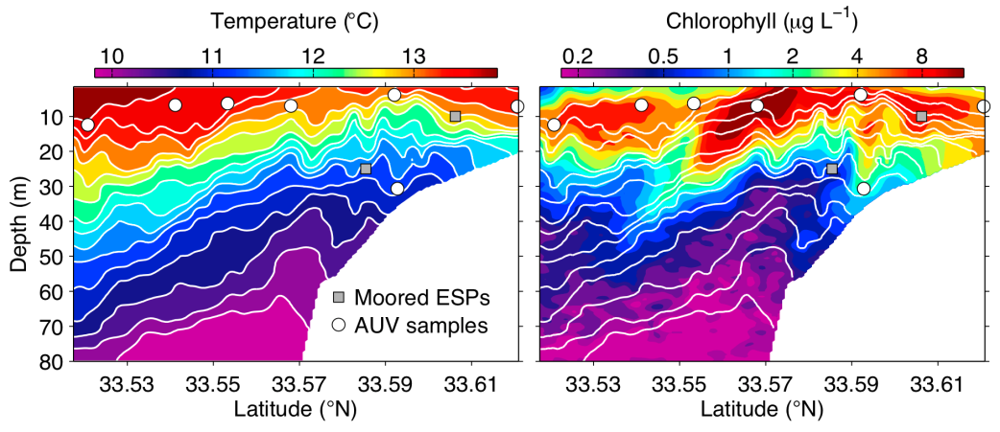 Temperature (°C)
10 11 12 13
Depth (m)
10
20
30
40
50
60
70
80
Moored ESPs
AUV samples
33.53 33.55 33.57 33.59 33.61
Latitude (°N)
Chlorophyll (μg L⁻¹)
0.2 0.5 1 2 4 8
33.53 33.55 33.57 33.59 33.61
Latitude (°N)